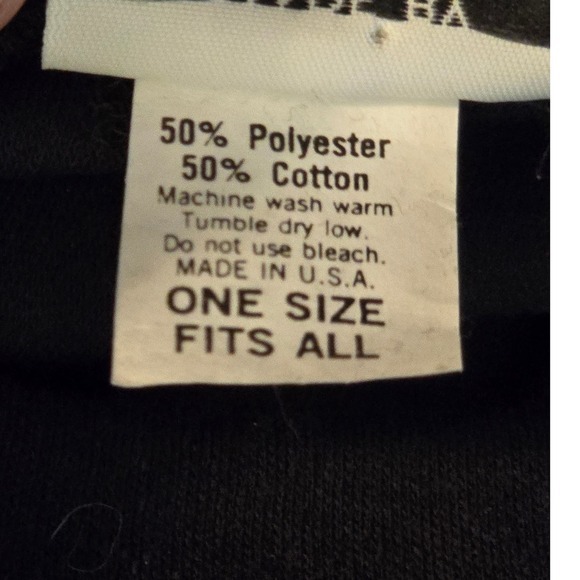 50% Polyester
50% Cotton
Machine wash warm
Tumble dry low.
Do not use bleach.
MADE IN U.S.A.
ONE SIZE
FITS ALL